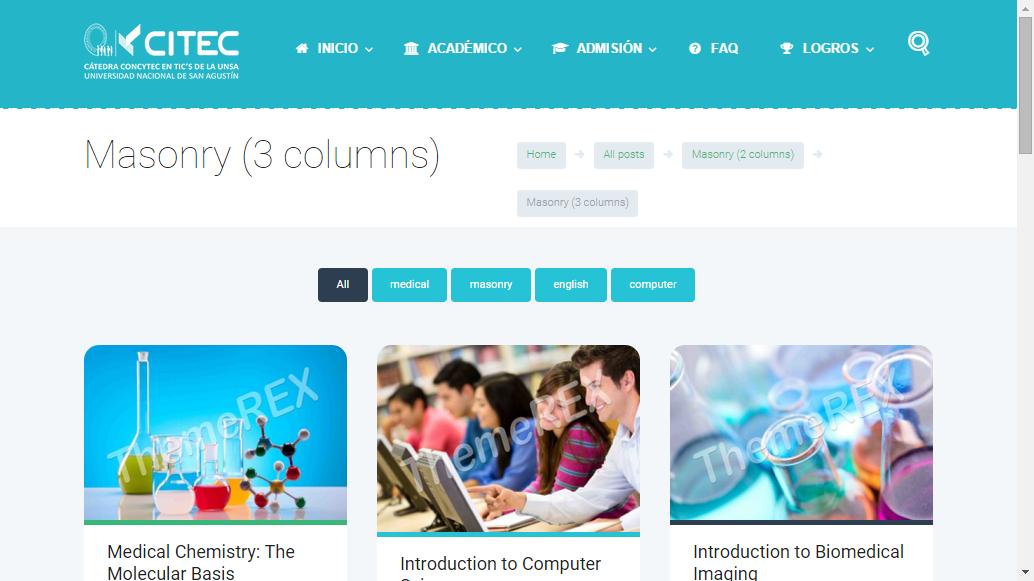 CITEC
CÁTEDRA CONCYTEC EN TIC'S DE LA UNSA
UNIVERSIDAD NACIONAL DE SAN AGUSTÍN
INICIO
ACADÉMICO
ADMISIÓN
FAQ
LOGROS
Masonry (3 columns)
Home
All posts
Masonry (2 columns)
Masonry (3 columns)
All
medical
masonry
english
computer
ThemeREX
ThemeREX
ThemeREX
Medical Chemistry: The
Molecular Basis
Introduction to Computer
Introduction to Biomedical
Imaging